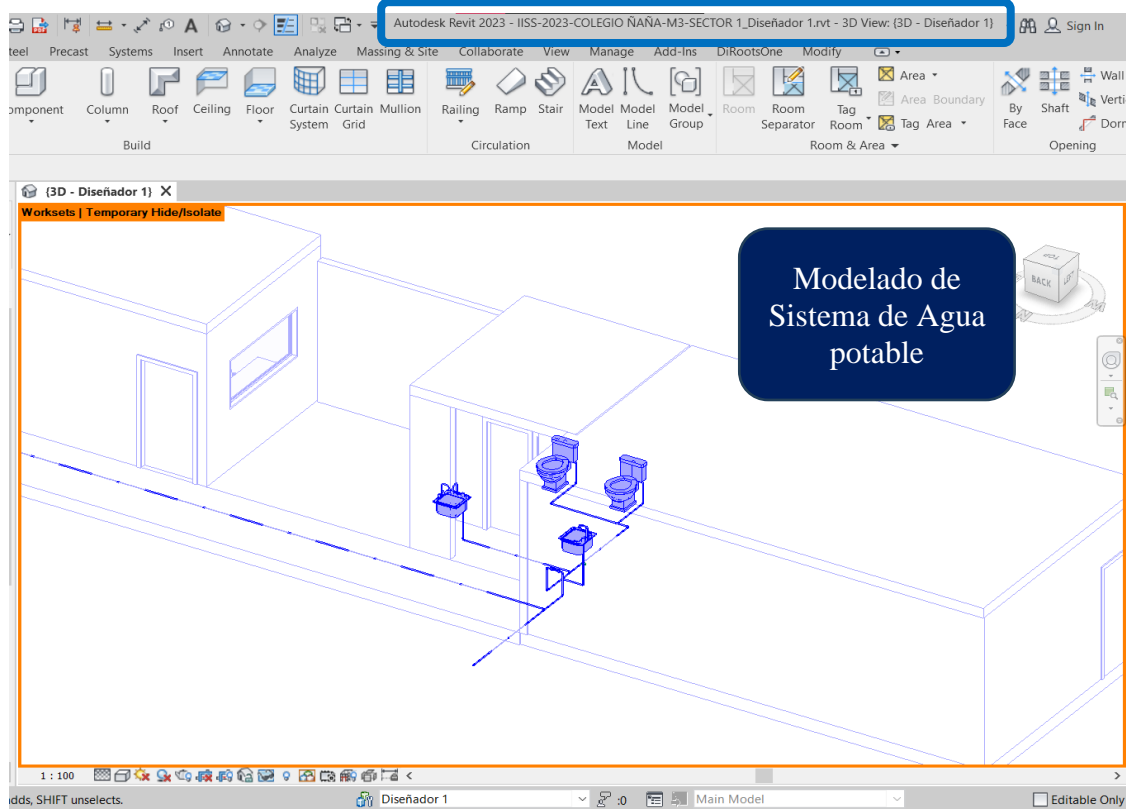 Autodesk Revit 2023 - IISS-2023-COLEGIO ÑAÑA-M3-SECTOR 1_Diseñador 1.rvt - 3D View: {3D - Diseñador 1}
Sign In
teel Precast Systems Insert Annotate Analyze Massing & Site Collaborate View Manage Add-Ins DiRootsOne Modify
omponent Column Roof Ceiling Floor Curtain System Curtain Grid Mullion Railing Ramp Stair Model Text Model Line Model Group Room Room Separator Tag Room
Area
Area Boundary
Tag Area
By Face
Shaft
Wall
Verti
Dorr
Build Circulation Model Room & Area Opening
{3D - Diseñador 1}
Worksets | Temporary Hide/Isolate
Modelado de
Sistema de Agua
potable
BACK
LEFT
1 : 100
adds, SHIFT unselects. Diseñador 1 :0 Main Model Editable Only